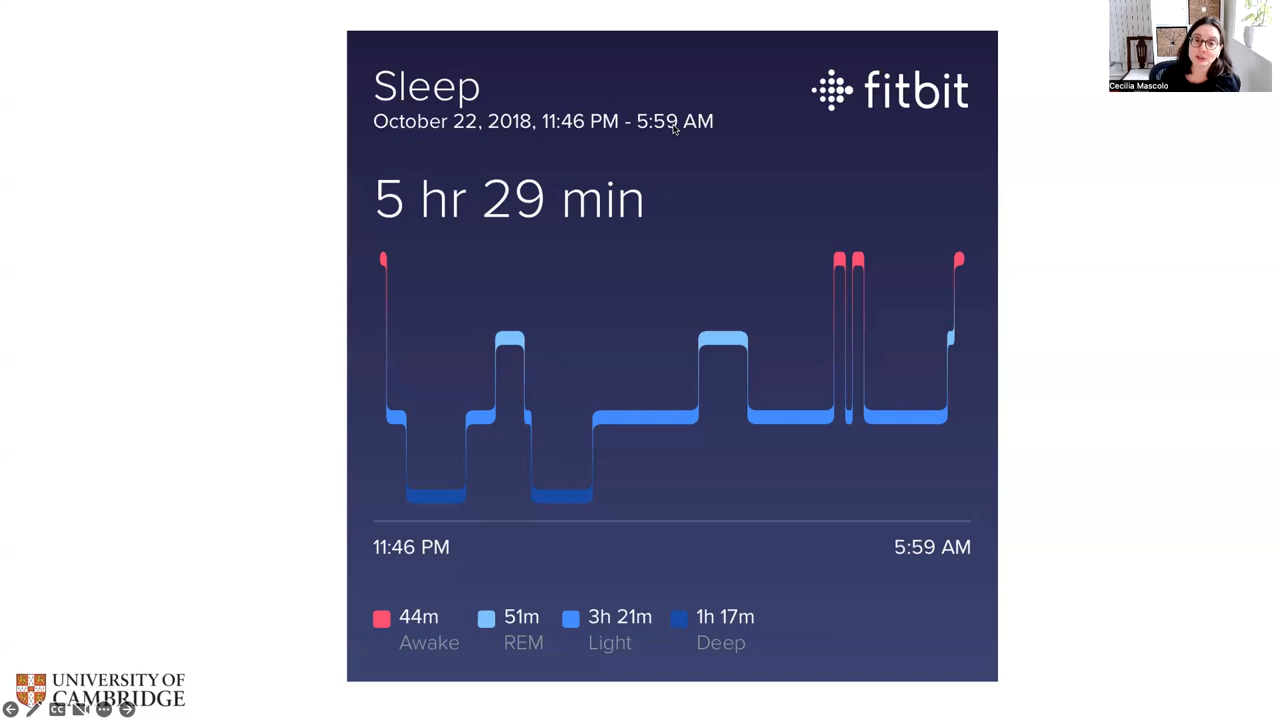 Sleep
fitbit
October 22, 2018, 11:46 PM - 5:59 AM
5 hr 29 min
11:46 PM
5:59 AM
44m
51m
3h 21m
1h 17m
Awake
REM
Light
Deep
Cecilia Mascolo
UNIVERSITY OF
CAMBRIDGE
CC